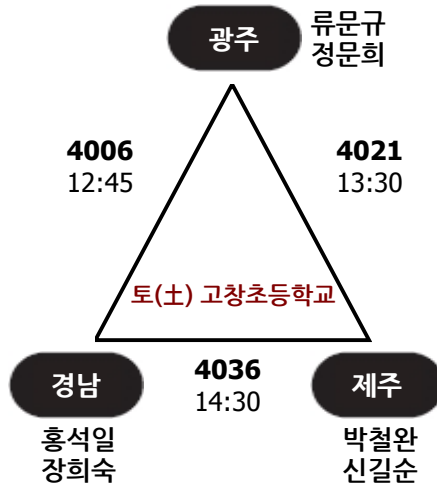 광주
류문규
정문희
4006
12:45
4021
13:30
토(土) 고창초등학교
경남
4036
14:30
제주
홍석일
장희숙
박철완
신길순